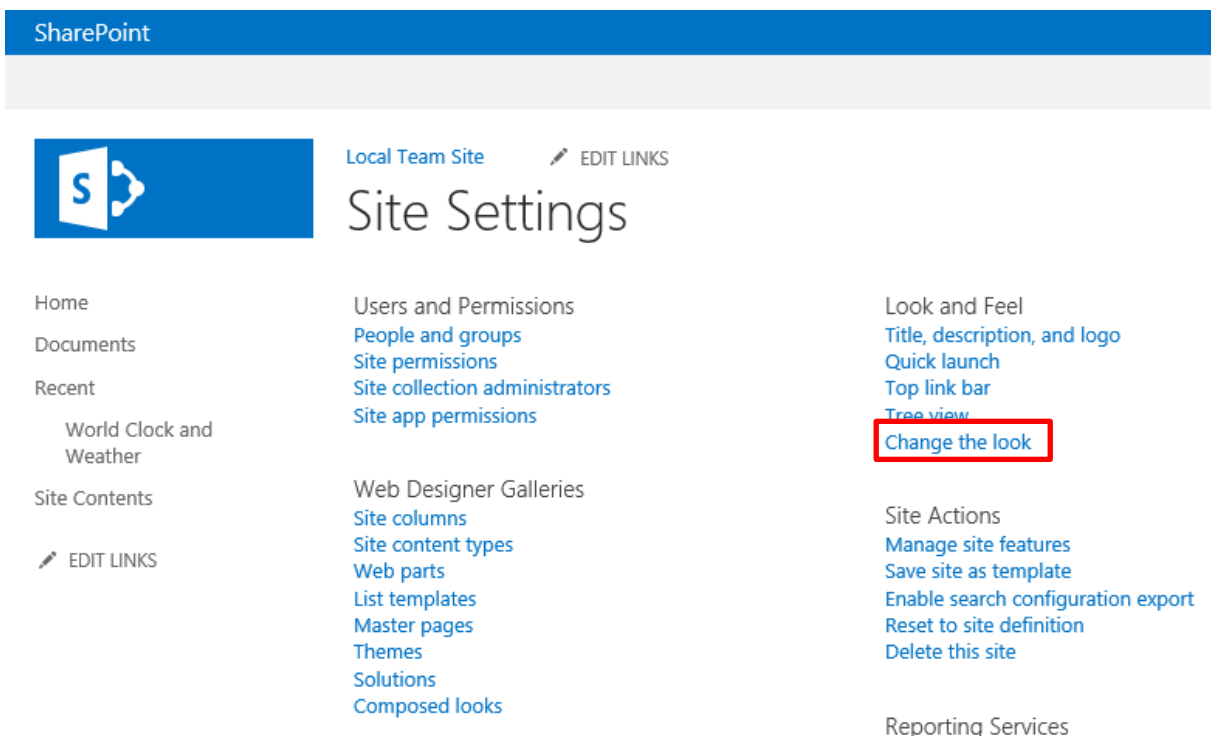 SharePoint
S
Local Team Site
EDIT LINKS
Site Settings
Home
Documents
Recent
World Clock and
Weather
Site Contents
EDIT LINKS
Users and Permissions
People and groups
Site permissions
Site collection administrators
Site app permissions
Web Designer Galleries
Site columns
Site content types
Web parts
List templates
Master pages
Themes
Solutions
Composed looks
Look and Feel
Title, description, and logo
Quick launch
Top link bar
Tree view
Change the look
Site Actions
Manage site features
Save site as template
Enable search configuration export
Reset to site definition
Delete this site
Reporting Services